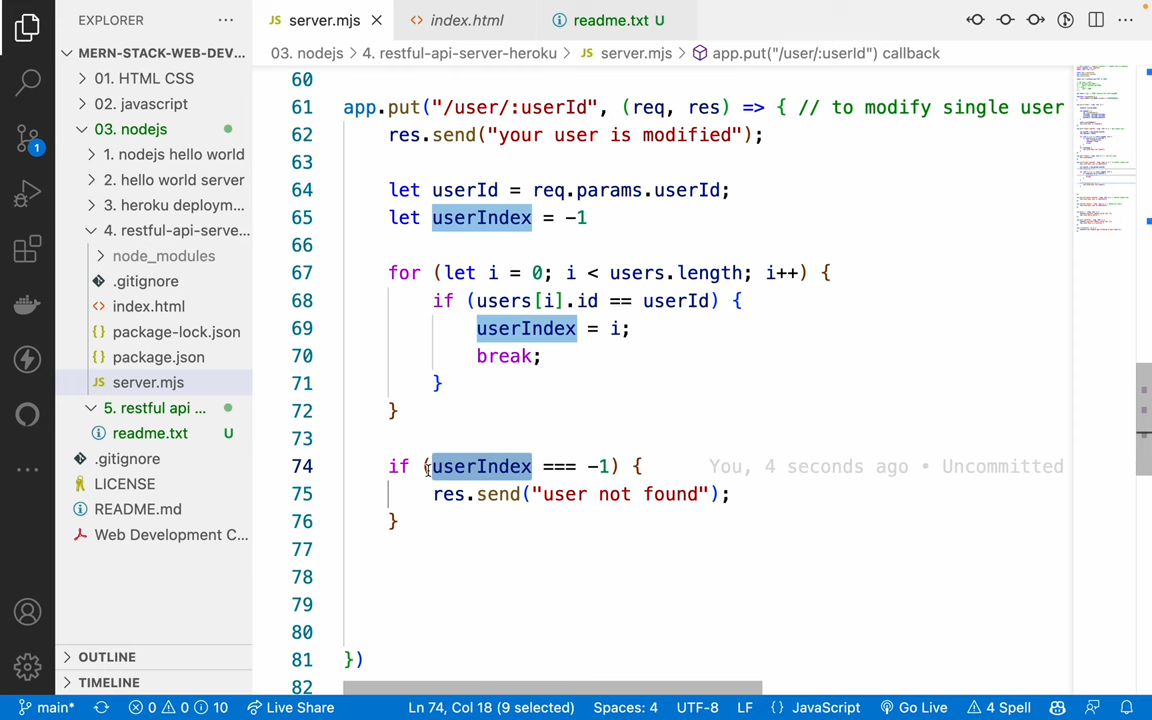 EXPLORER
MERN-STACK-WEB-DEV...
01. HTML CSS
02. javascript
03. nodejs
1. nodejs hello world
2. hello world server
3. heroku deploym...
4. restful-api-serve...
node_modules
.gitignore
index.html
package-lock.json
package.json
JS server.mjs
5. restful api ...
readme.txt U
.gitignore
LICENSE
README.md
Web Development C...
OUTLINE
TIMELINE
JS server.mjs
index.html
readme.txt U
03. nodejs > 4. restful-api-server-heroku > JS server.mjs > app.put("/user/:userId") callback
60
61 app.put("/user/:userId", (req, res) => { // to modify single user
62 res.send("your user is modified");
63
64 let userId = req.params.userId;
65 let userIndex = -1
66
67 for (let i = 0; i < users.length; i++) {
68 if (users[i].id == userId) {
69 userIndex = i;
70 break;
71 }
72 }
73
74 if (userIndex === -1) { You, 4 seconds ago • Uncommitted
75 res.send("user not found");
76 }
77
78
79
80
81 })
82
1
main* 0 0 10 Live Share Ln 74, Col 18 (9 selected) Spaces: 4 UTF-8 LF {} JavaScript Go Live 4 Spell